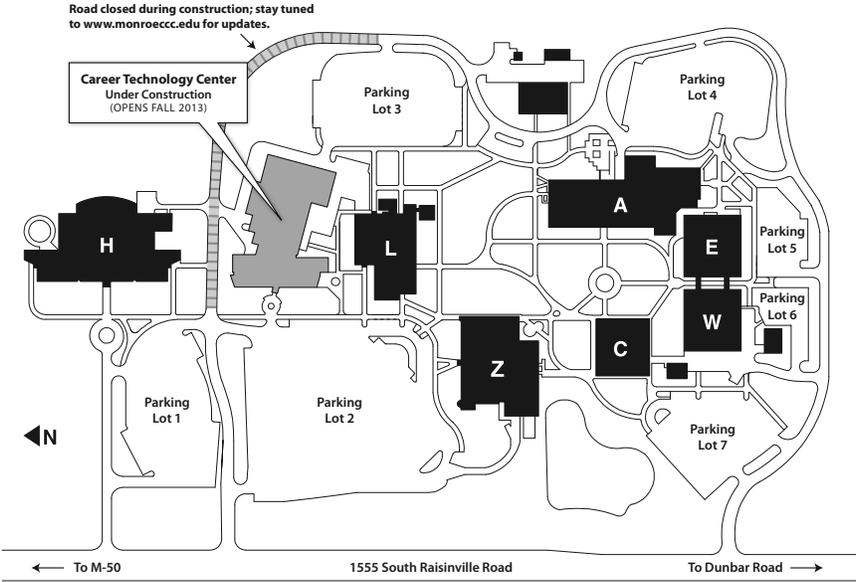 Road closed during construction; stay tuned
to www.monroeccc.edu for updates.
Career Technology Center
Under Construction
(OPENS FALL 2013)
Parking
Lot 3
Parking
Lot 4
A
H
L
E
Parking
Lot 5
Parking
Lot 6
W
C
Z
Parking
Lot 1
Parking
Lot 2
Parking
Lot 7
N
To M-50
1555 South Raisinville Road
To Dunbar Road